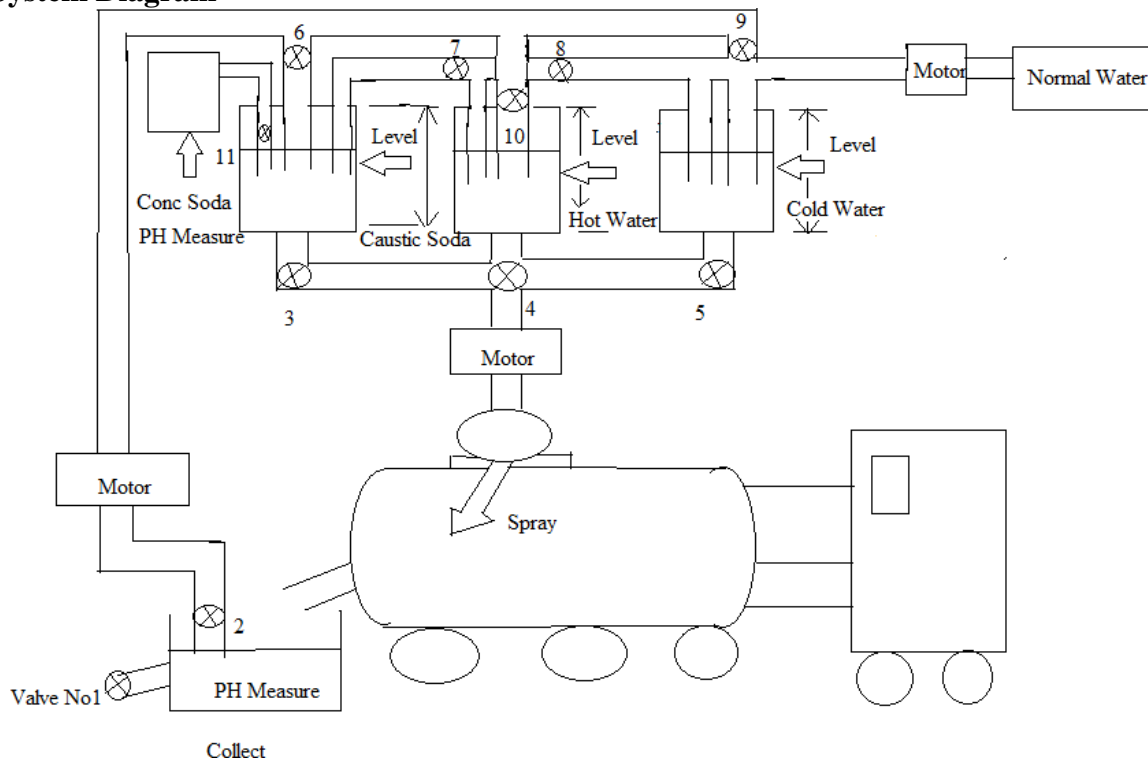 System Diagram
6
9
7
8
Motor
Normal Water
10
Level
Level
Level
11
Conc Soda
PH Measure
Caustic Soda
Hot Water
Cold Water
3
4
5
Motor
Motor
Spray
2
Valve No1
PH Measure
Collect